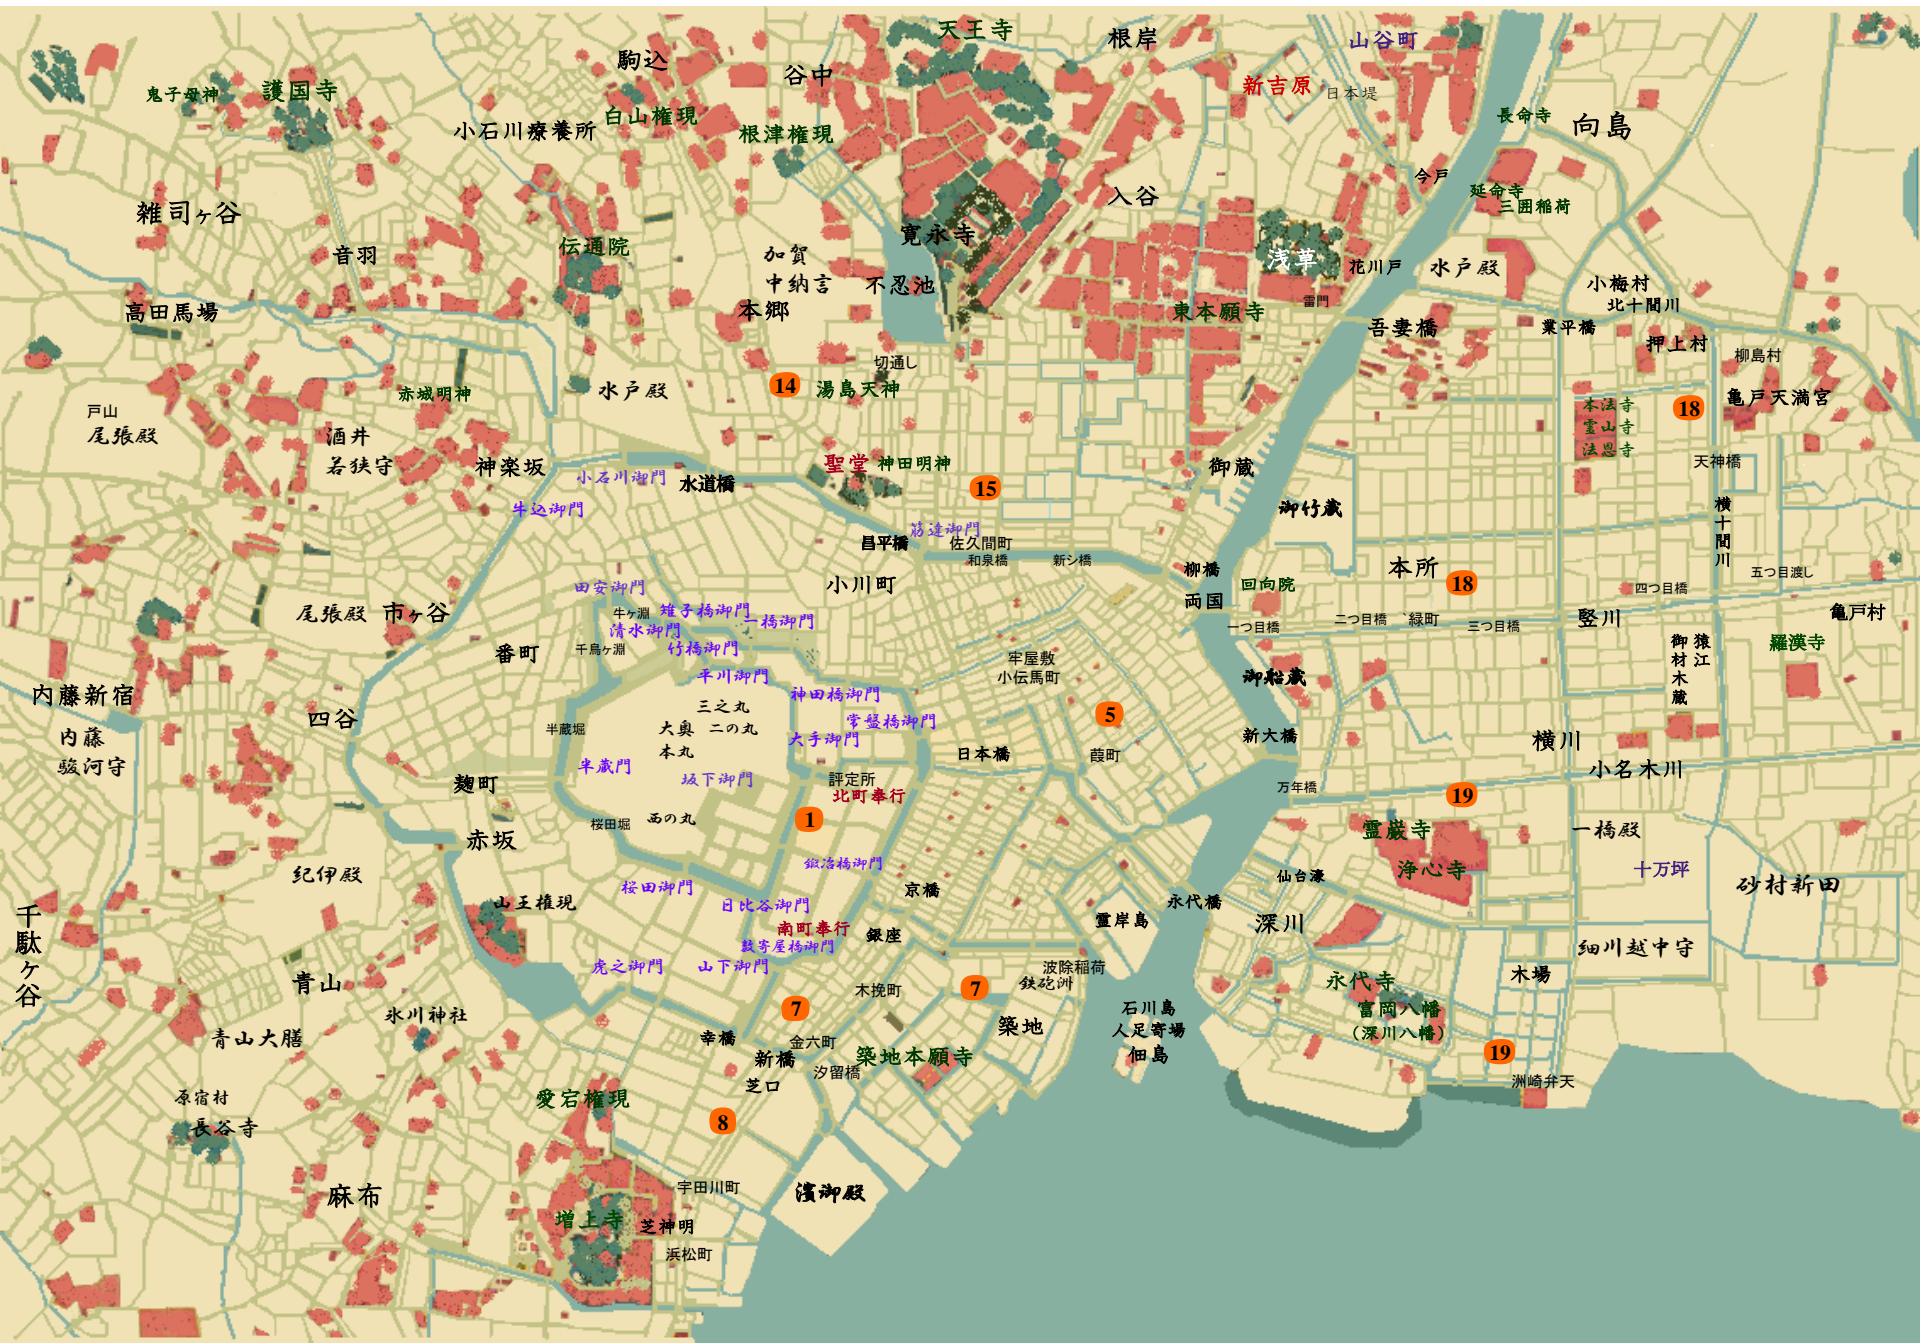 天王寺
根岸
山谷町
駒込
谷中
新吉原
日本堤
鬼子母神
護国寺
白山権現
小石川療養所
根津権現
長命寺
向島
今戸
延命寺
三囲稲荷
入谷
雑司ヶ谷
音羽
伝通院
加賀
中納言
寛永寺
不忍池
浅草
花川戸
水戸殿
小梅村
北十間川
高田馬場
本郷
東本願寺
雷門
吾妻橋
業平橋
押上村
柳島村
切通し
14
湯島天神
水戸殿
赤城明神
戸山
尾張殿
本法寺
霊山寺
法恩寺
18
亀戸天満宮
酒井
若狭守
神楽坂
小石川御門
水道橋
聖堂
神田明神
15
御蔵
天神橋
牛込御門
御竹蔵
横十間川
昌平橋
筋違御門
佐久間町
和泉橋
新シ橋
柳橋
両国
回向院
本所
18
四つ目橋
五つ目渡し
小川町
田安御門
牛ヶ淵
雉子橋御門
一橋御門
清水御門
竹橋御門
千鳥ヶ淵
尾張殿
市ヶ谷
一つ目橋
二つ目橋
緑町
三つ目橋
竪川
亀戸村
番町
平川御門
神田橋御門
牢屋敷
小伝馬町
御船蔵
猿江
御材木蔵
羅漢寺
内藤新宿
四谷
内藤
駿河守
半蔵堀
三之丸
大奥
二の丸
本丸
常盤橋御門
大手御門
5
日本橋
葭町
新大橋
横川
半蔵門
坂下御門
評定所
北町奉行
麹町
万年橋
小名木川
19
桜田堀
西の丸
1
赤坂
霊巌寺
浄心寺
一橋殿
鍛冶橋御門
紀伊殿
桜田御門
京橋
仙台濠
十万坪
砂村新田
山王権現
日比谷御門
南町奉行
数寄屋橋御門
銀座
霊岸島
永代橋
深川
千駄ヶ谷
虎之御門
山下御門
波除稲荷
鉄砲洲
細川越中守
木場
青山
木挽町
7
7
永代寺
富岡八幡
(深川八幡)
石川島
人足寄場
佃島
氷川神社
青山大膳
幸橋
金六町
新橋
築地
築地本願寺
19
汐留橋
芝口
洲崎弁天
原宿村
長谷寺
愛宕権現
8
麻布
宇田川町
濱御殿
増上寺
芝神明
浜松町